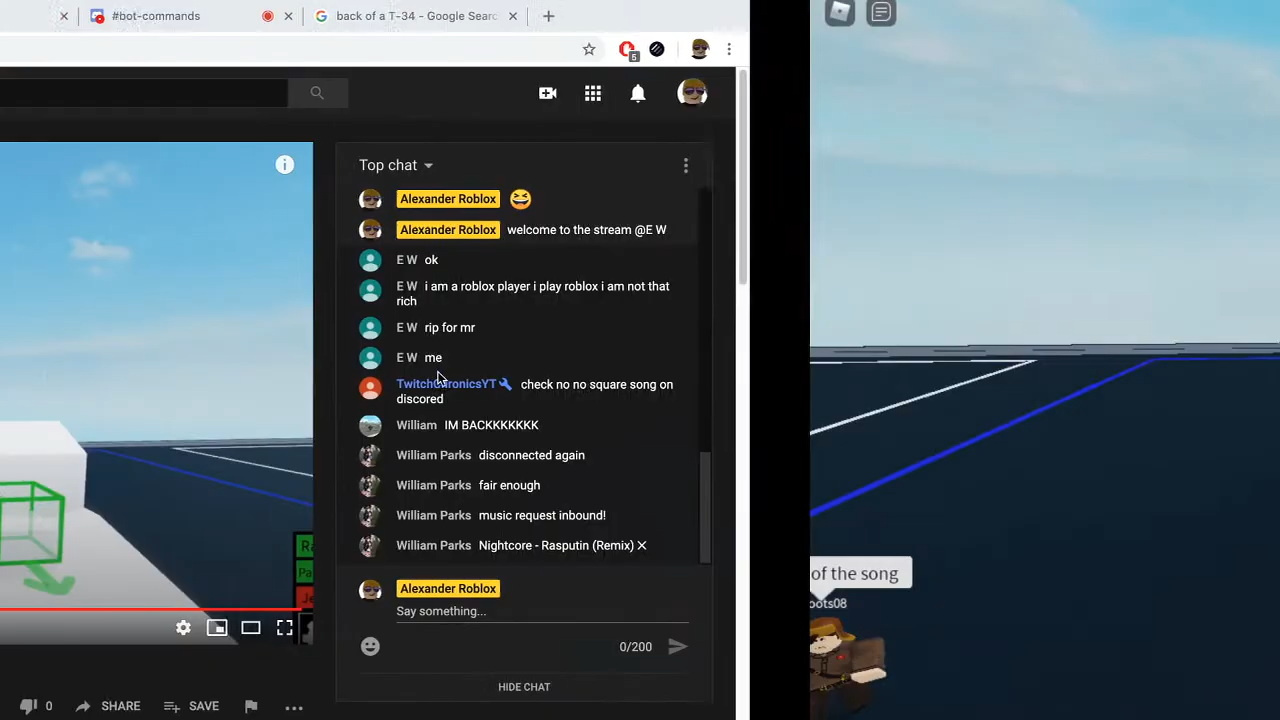 #bot-commands
back of a T-34 - Google Sear
5
Top chat
Alexander Roblox 😆
Alexander Roblox welcome to the stream @E W
E W ok
E W i am a roblox player i play roblox i am not that
rich
E W rip for mr
E W me
check no no square song on
discored
William IM BACKKKKKKK
William Parks disconnected again
William Parks fair enough
William Parks music request inbound!
William Parks Nightcore - Rasputin (Remix) ✕
Alexander Roblox
Say something...
0/200
HIDE CHAT
0 SHARE SAVE
of the song
oots08